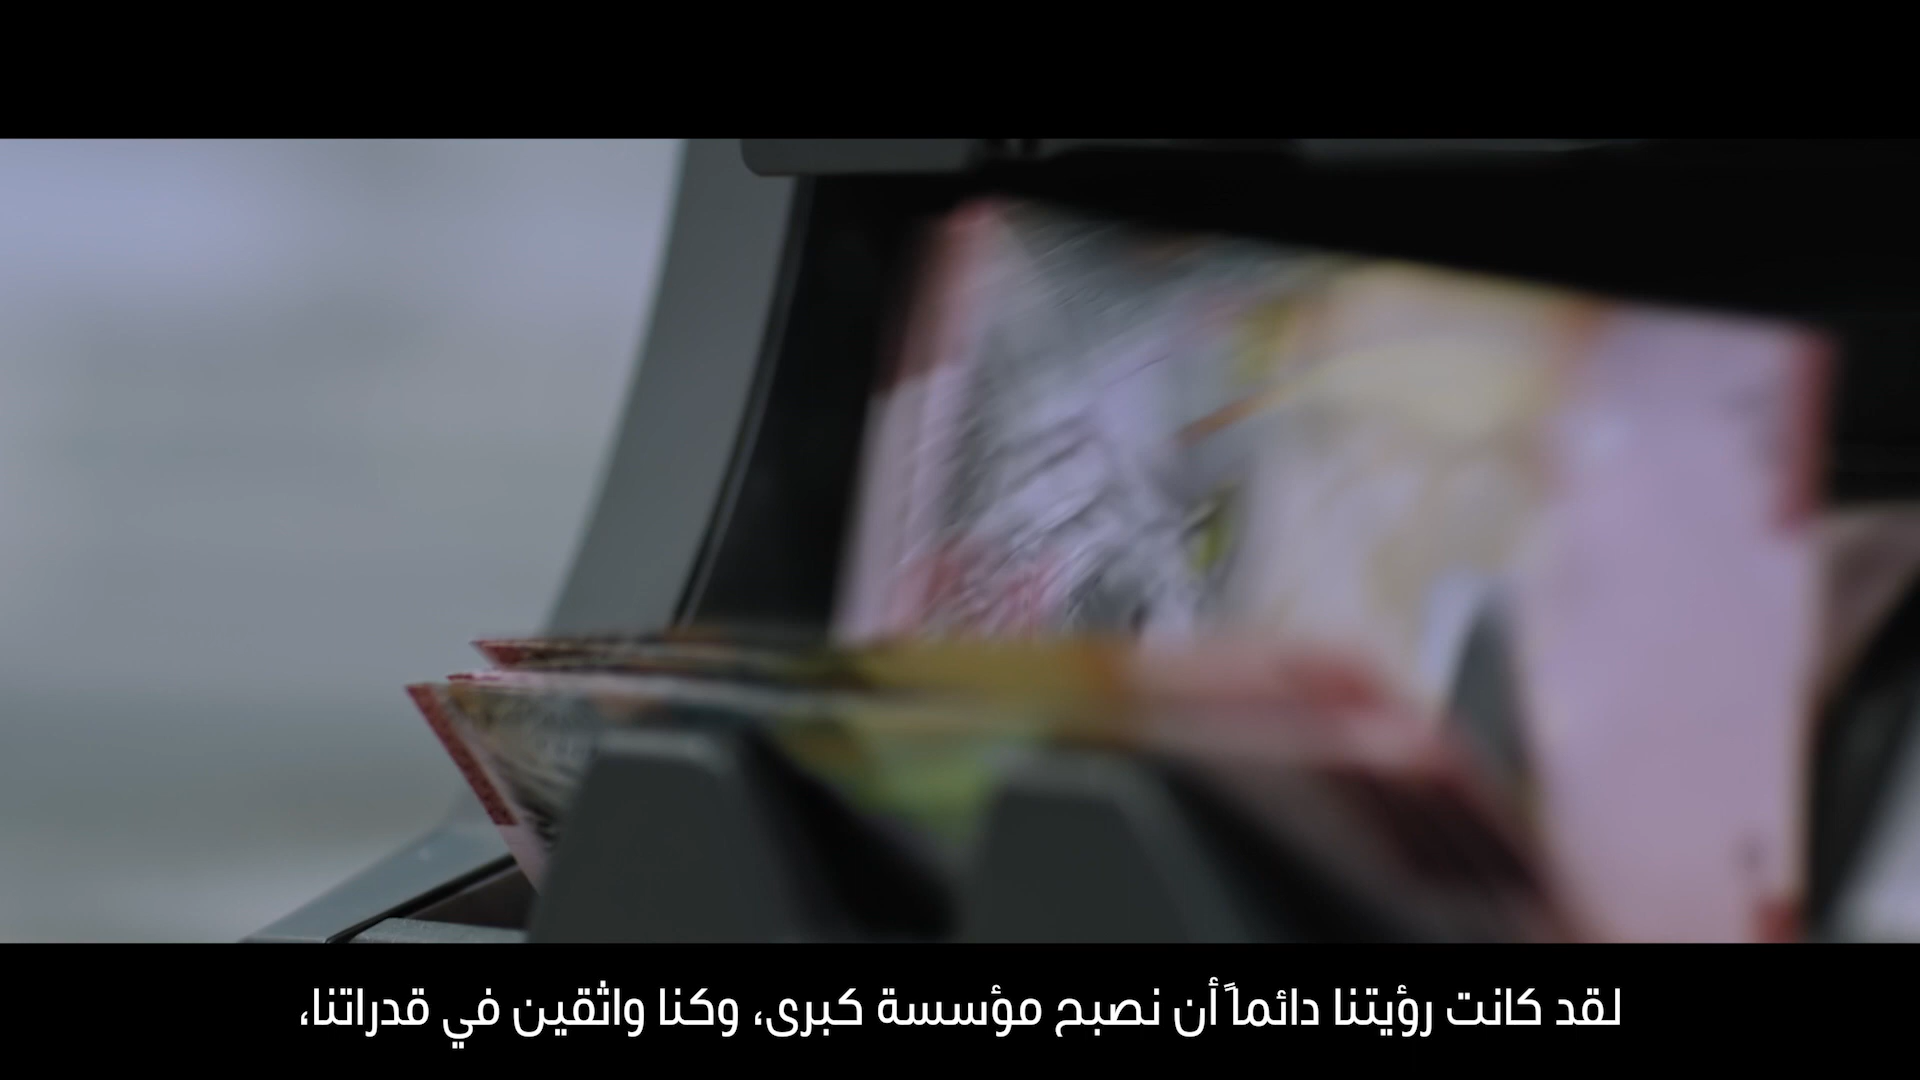 لقد كانت رؤيتنا دائماً أن نصبح مؤسسة كبرى، وكنا واثقين في قدراتنا،